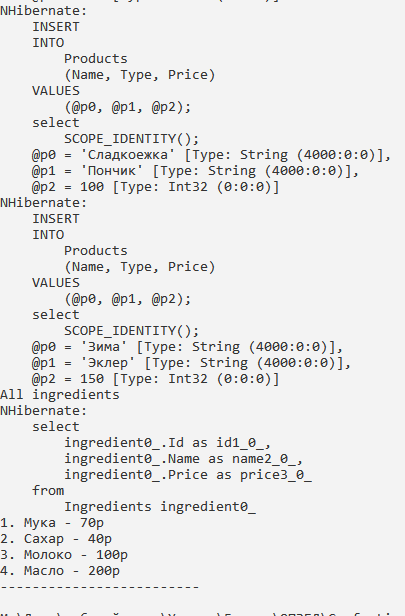 NHibernate:
INSERT
INTO
Products
(Name, Type, Price)
VALUES
(@p0, @p1, @p2);
select
SCOPE_IDENTITY();
@p0 = 'Сладкоежка' [Type: String (4000:0:0)],
@p1 = 'Пончик' [Type: String (4000:0:0)],
@p2 = 100 [Type: Int32 (0:0:0)]
NHibernate:
INSERT
INTO
Products
(Name, Type, Price)
VALUES
(@p0, @p1, @p2);
select
SCOPE_IDENTITY();
@p0 = 'Зима' [Type: String (4000:0:0)],
@p1 = 'Эклер' [Type: String (4000:0:0)],
@p2 = 150 [Type: Int32 (0:0:0)]
All ingredients
NHibernate:
select
ingredient0_.Id as id1_0_,
ingredient0_.Name as name2_0_,
ingredient0_.Price as price3_0_
from
Ingredients ingredient0_
1. Мука - 70р
2. Сахар - 40р
3. Молоко - 100р
4. Масло - 200р
-------------------------